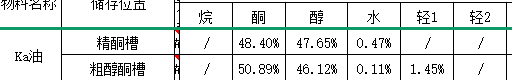 物料名称 储存位置 烷 酮 醇 水 轻1 轻2
Ka油 精酮槽 / 48.40% 47.65% 0.47% / /
粗醇酮槽 / 50.89% 46.12% 0.11% 1.45% /